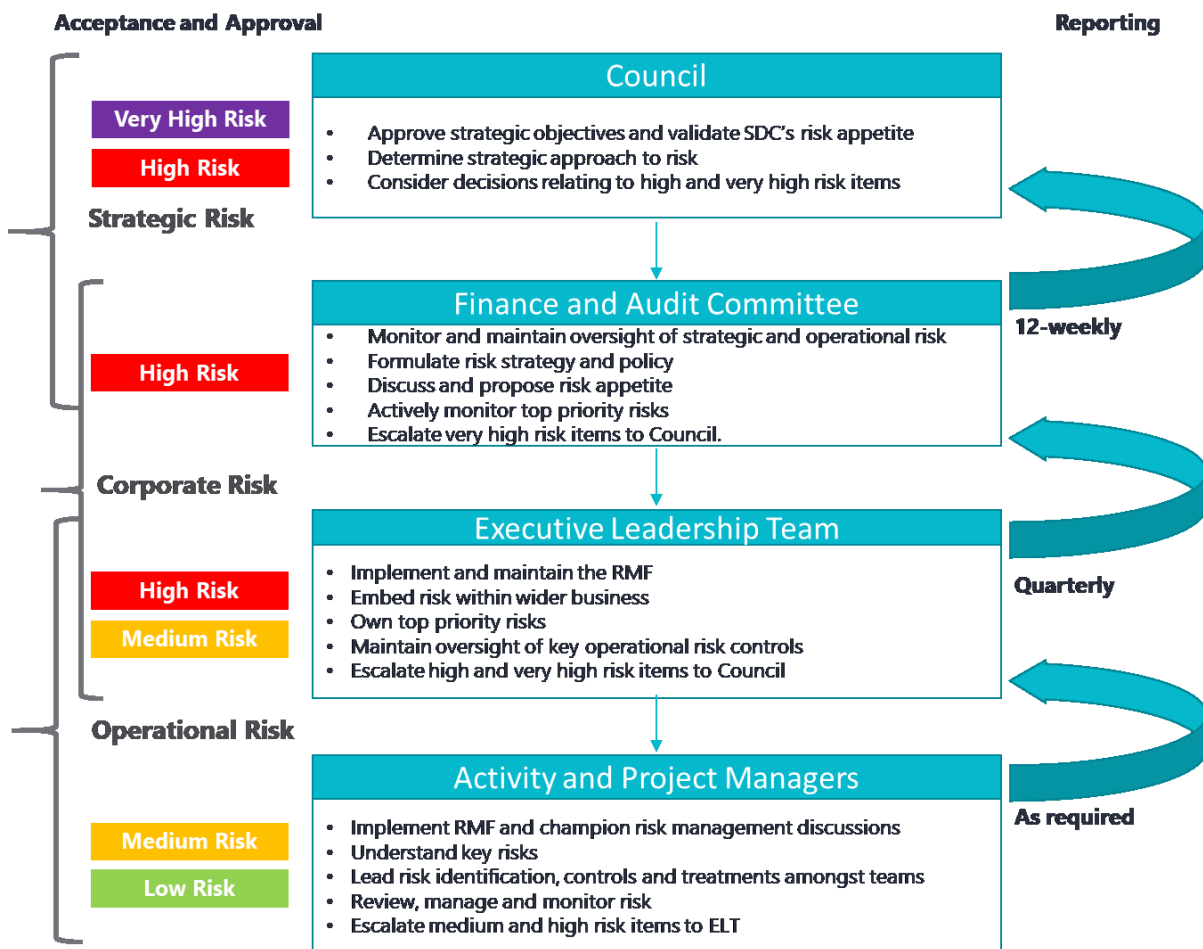 Acceptance and Approval
Reporting
Council
Very High Risk
High Risk
Strategic Risk
• Approve strategic objectives and validate SDC's risk appetite
• Determine strategic approach to risk
• Consider decisions relating to high and very high risk items
Finance and Audit Committee
12-weekly
High Risk
• Monitor and maintain oversight of strategic and operational risk
• Formulate risk strategy and policy
• Discuss and propose risk appetite
• Actively monitor top priority risks
• Escalate very high risk items to Council.
Corporate Risk
Executive Leadership Team
Quarterly
High Risk
Medium Risk
• Implement and maintain the RMF
• Embed risk within wider business
• Own top priority risks
• Maintain oversight of key operational risk controls
• Escalate high and very high risk items to Council
Operational Risk
Activity and Project Managers
As required
Medium Risk
Low Risk
• Implement RMF and champion risk management discussions
• Understand key risks
• Lead risk identification, controls and treatments amongst teams
• Review, manage and monitor risk
• Escalate medium and high risk items to ELT